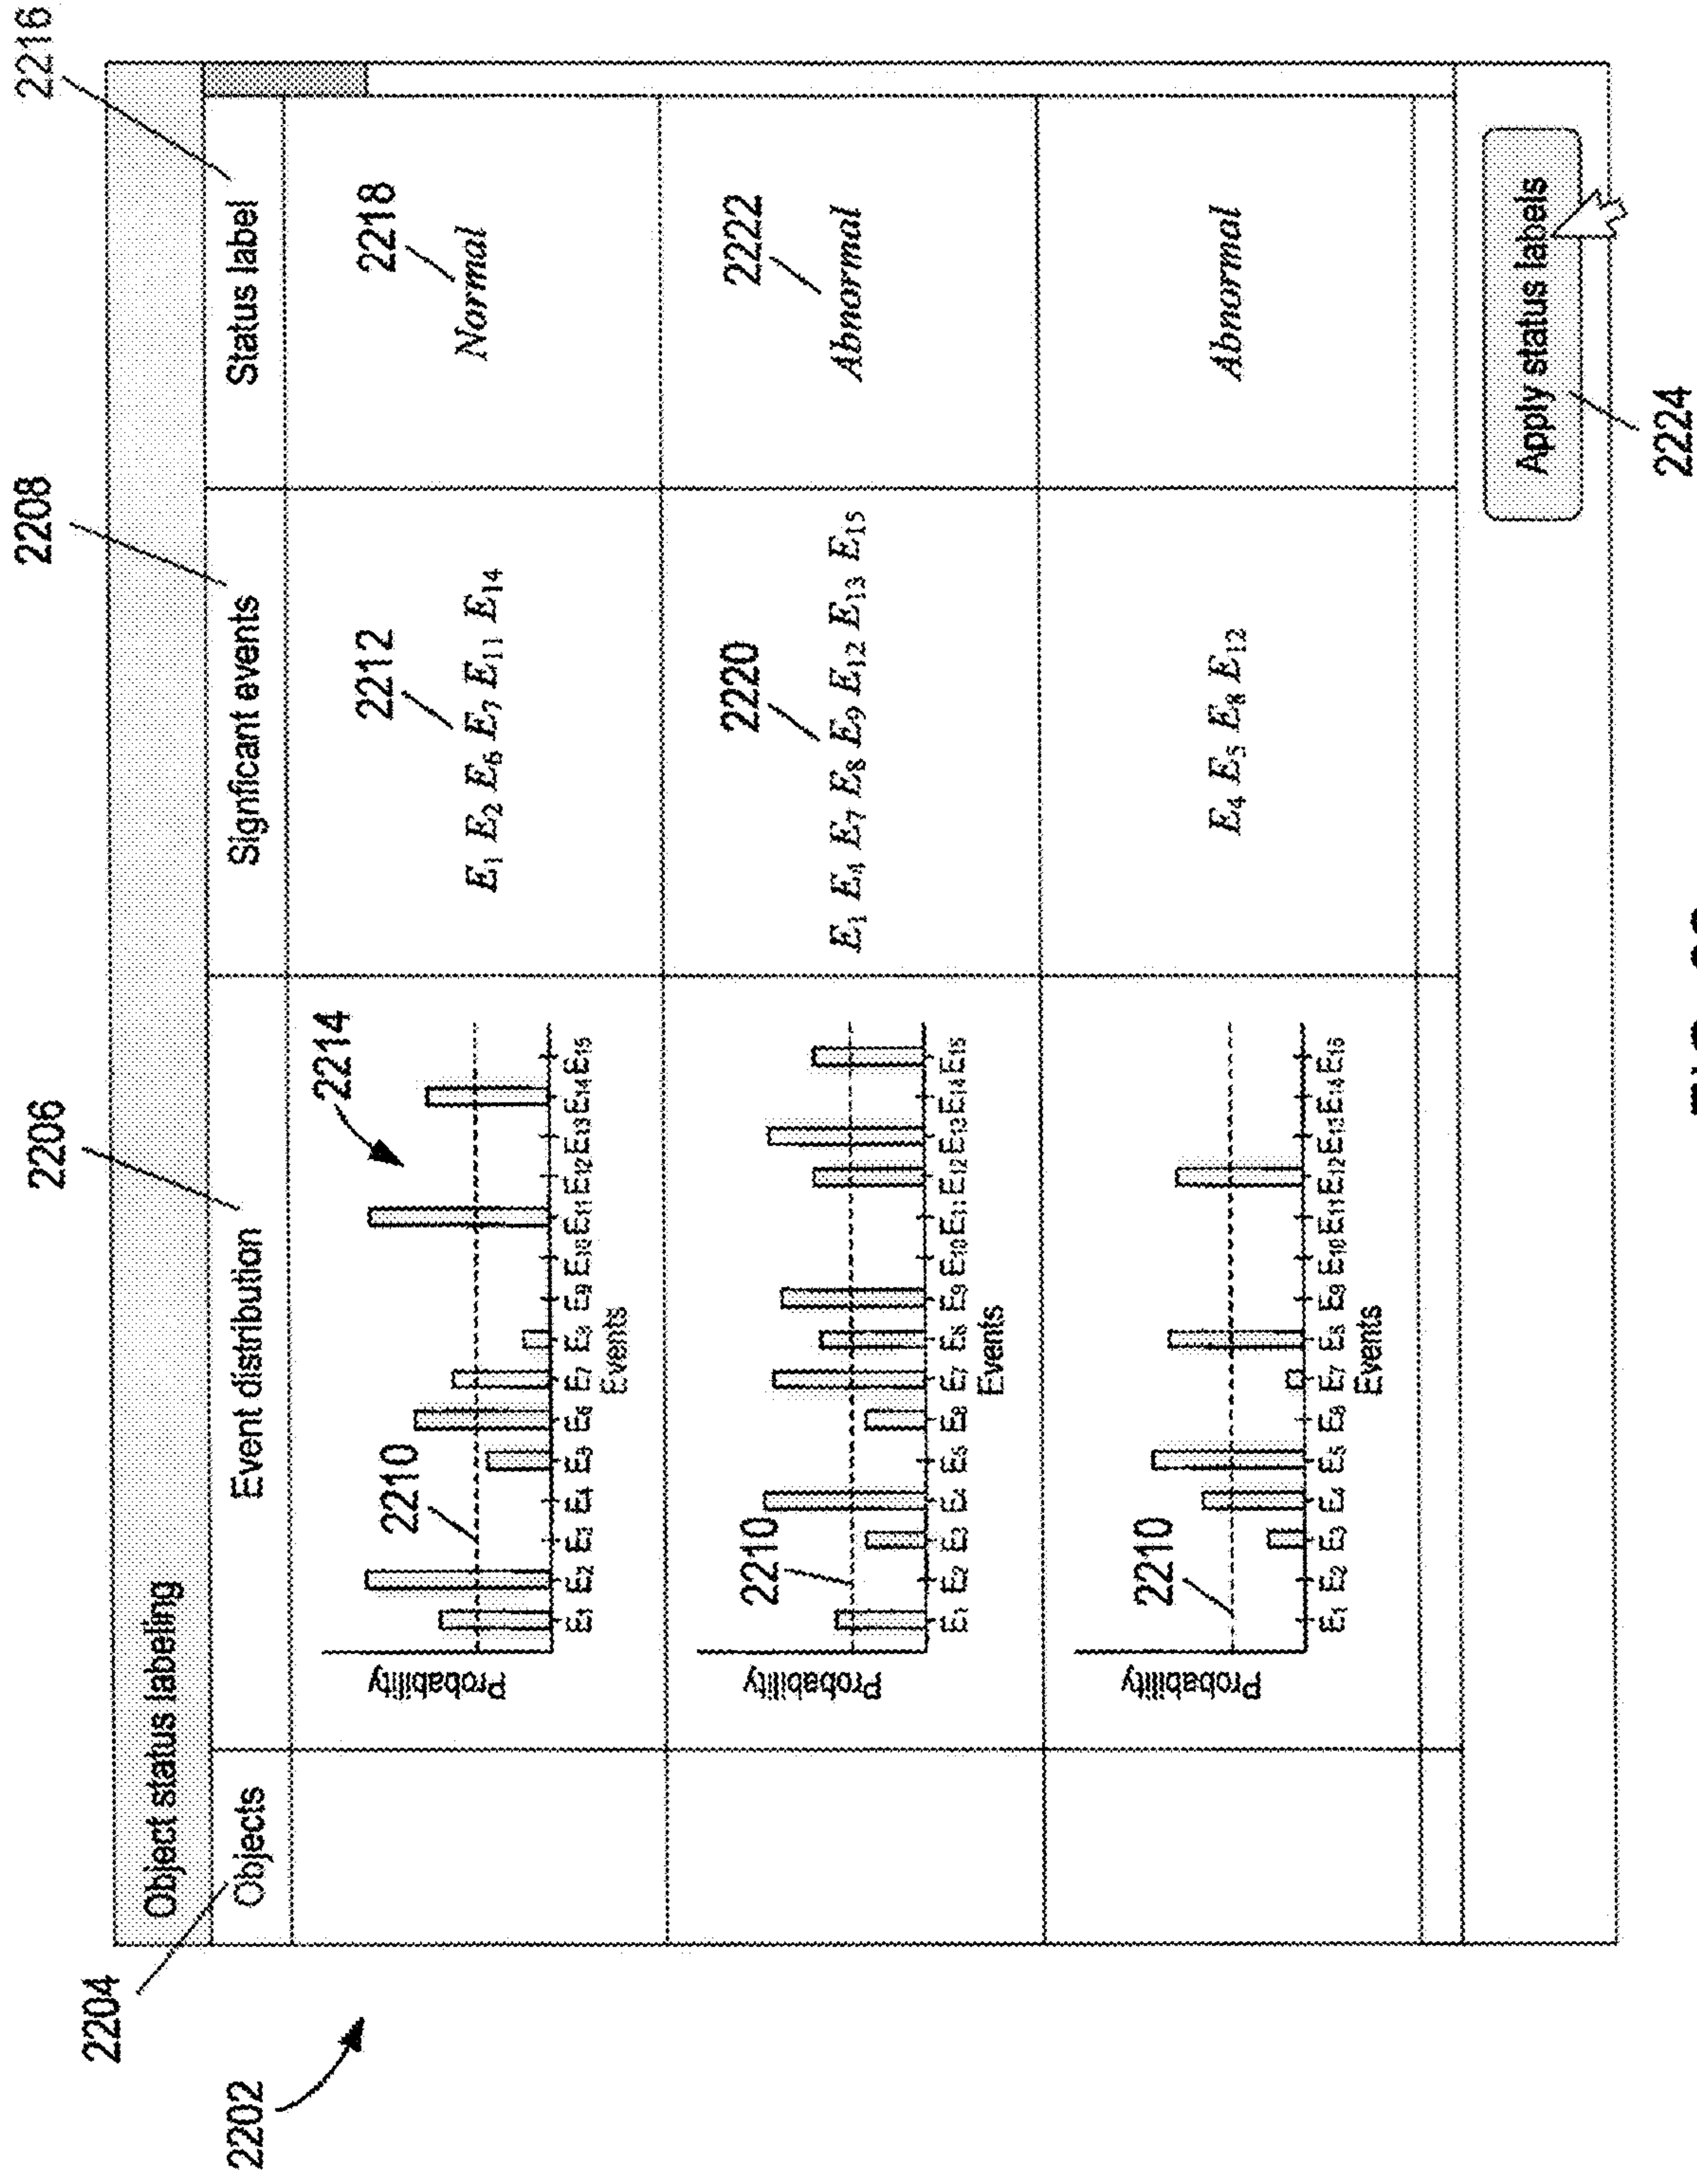 2202
2204
2206
2208
2216
Object status labeling
Objects
Event distribution
Signficant events
Status label
Probability
2210
2214
E1 E2 E3 E4 E5 E6 E7 E8 E9 E10 E11 E12 E13 E14 E15
Events
2212
E1 E2 E6 E7 E11 E14
2218
Normal
Probability
2210
E1 E2 E3 E4 E5 E6 E7 E8 E9 E10 E11 E12 E13 E14 E15
Events
2220
E1 E4 E7 E8 E9 E12 E13 E15
2222
Abnormal
Probability
2210
E1 E2 E3 E4 E5 E6 E7 E8 E9 E10 E11 E12 E13 E14 E15
Events
E4 E5 E8 E12
Abnormal
Apply status labels
2224